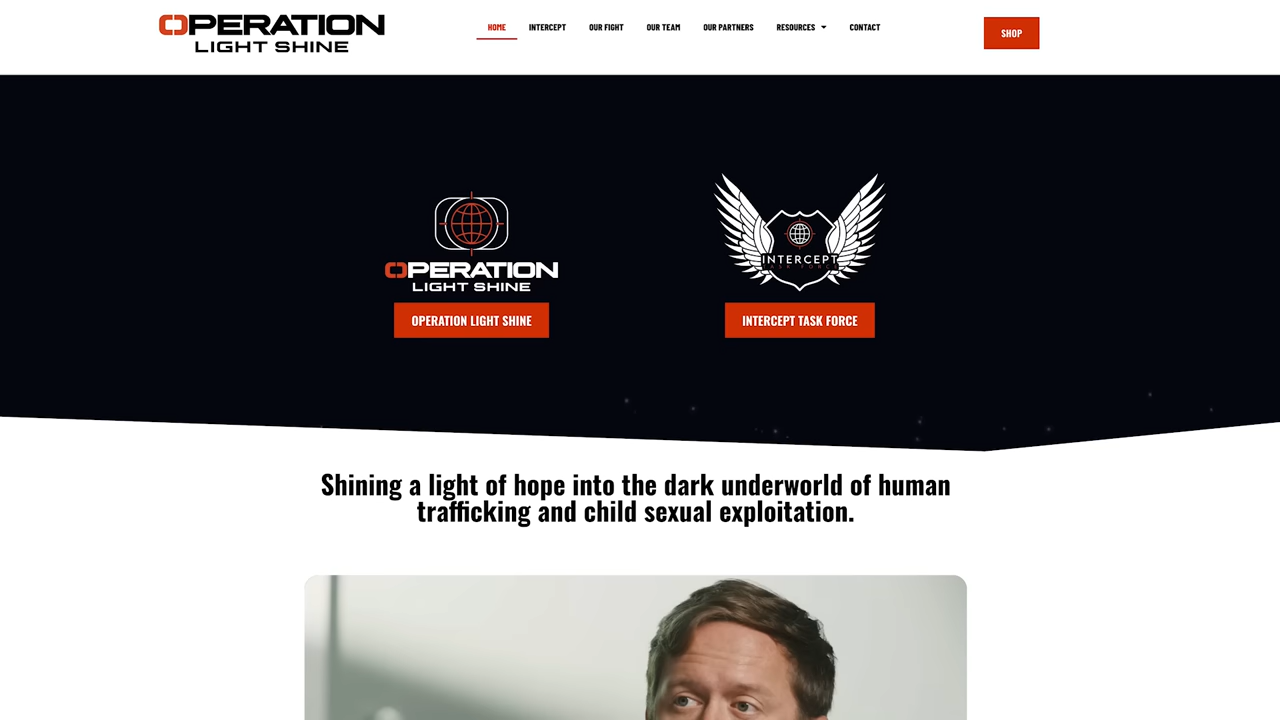 OPERATION
LIGHT SHINE
HOME INTERCEPT OUR FIGHT OUR TEAM OUR PARTNERS RESOURCES CONTACT
SHOP
OPERATION
LIGHT SHINE
INTERCEPT
TASK FORCE
OPERATION LIGHT SHINE
INTERCEPT TASK FORCE
Shining a light of hope into the dark underworld of human
trafficking and child sexual exploitation.